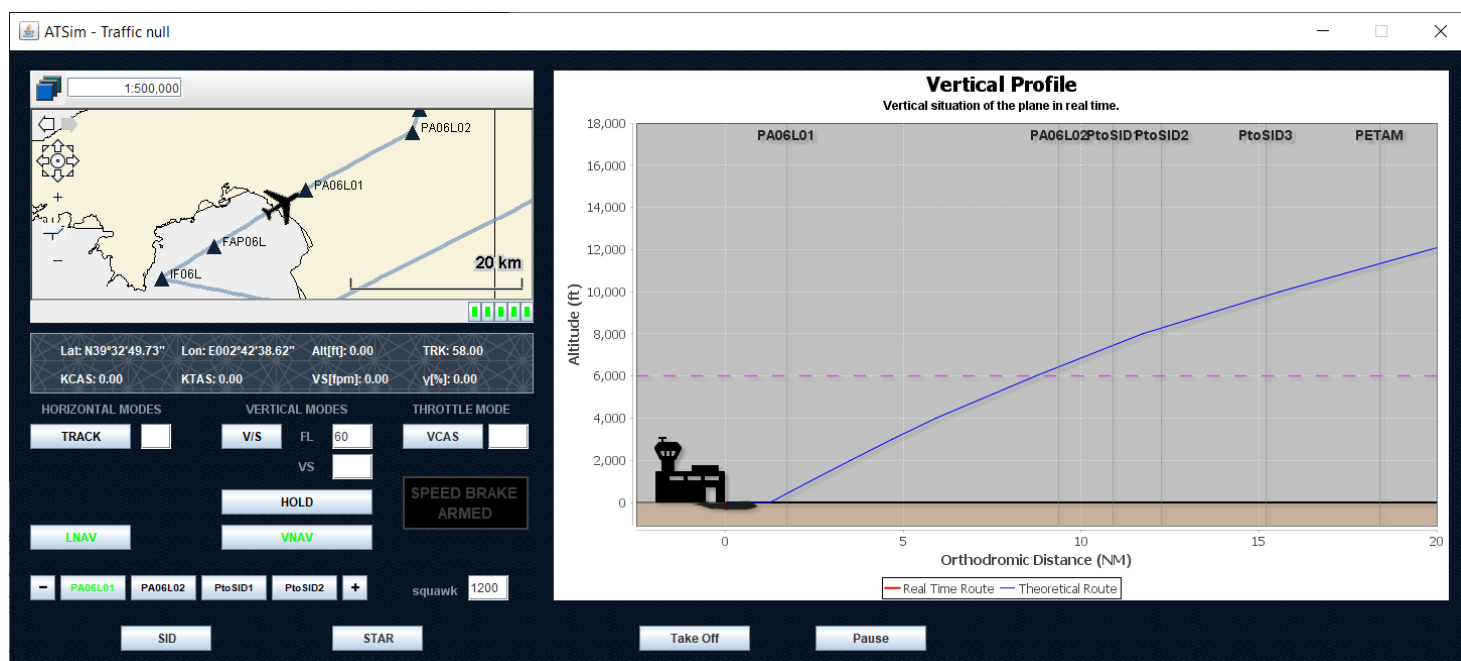 ATSim - Traffic null
1:500,000
PA06L02
PA06L01
FAP06L
IF06L
20 km
Lat: N39º32'49.73" Lon: E002º42'38.62" Alt[ft]: 0.00 TRK: 58.00
KCAS: 0.00 KTAS: 0.00 VS[fpm]: 0.00 γ[%]: 0.00
HORIZONTAL MODES VERTICAL MODES THROTTLE MODE
TRACK V/S FL 60 VCAS
VS
HOLD
SPEED BRAKE
ARMED
LNAV VNAV
- PA06L01 PA06L02 PtoSID1 PtoSID2 + squawk 1200
SID STAR Take Off Pause
Vertical Profile
Vertical situation of the plane in real time.
PA06L01 PA06L02 PtoSID1 PtoSID2 PtoSID3 PETAM
18,000
16,000
14,000
12,000
10,000
8,000
6,000
4,000
2,000
0
Altitude (ft)
0 5 10 15 20
Orthodromic Distance (NM)
Real Time Route Theoretical Route